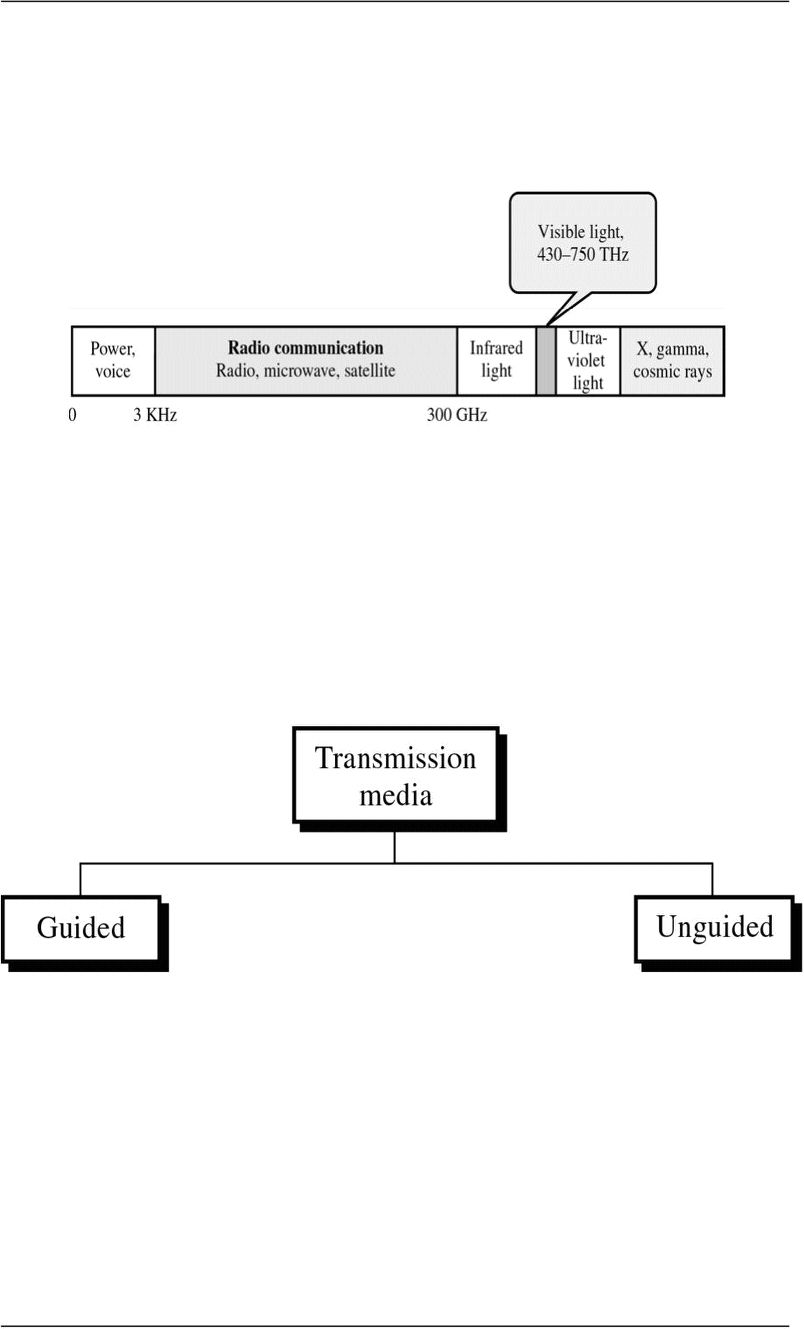 Visible light,
430–750 THz
Power,
voice
Radio communication
Radio, microwave, satellite
Infrared
light
Ultra-
violet
light
X, gamma,
cosmic rays
0
3 KHz
300 GHz
Transmission
media
Guided
Unguided